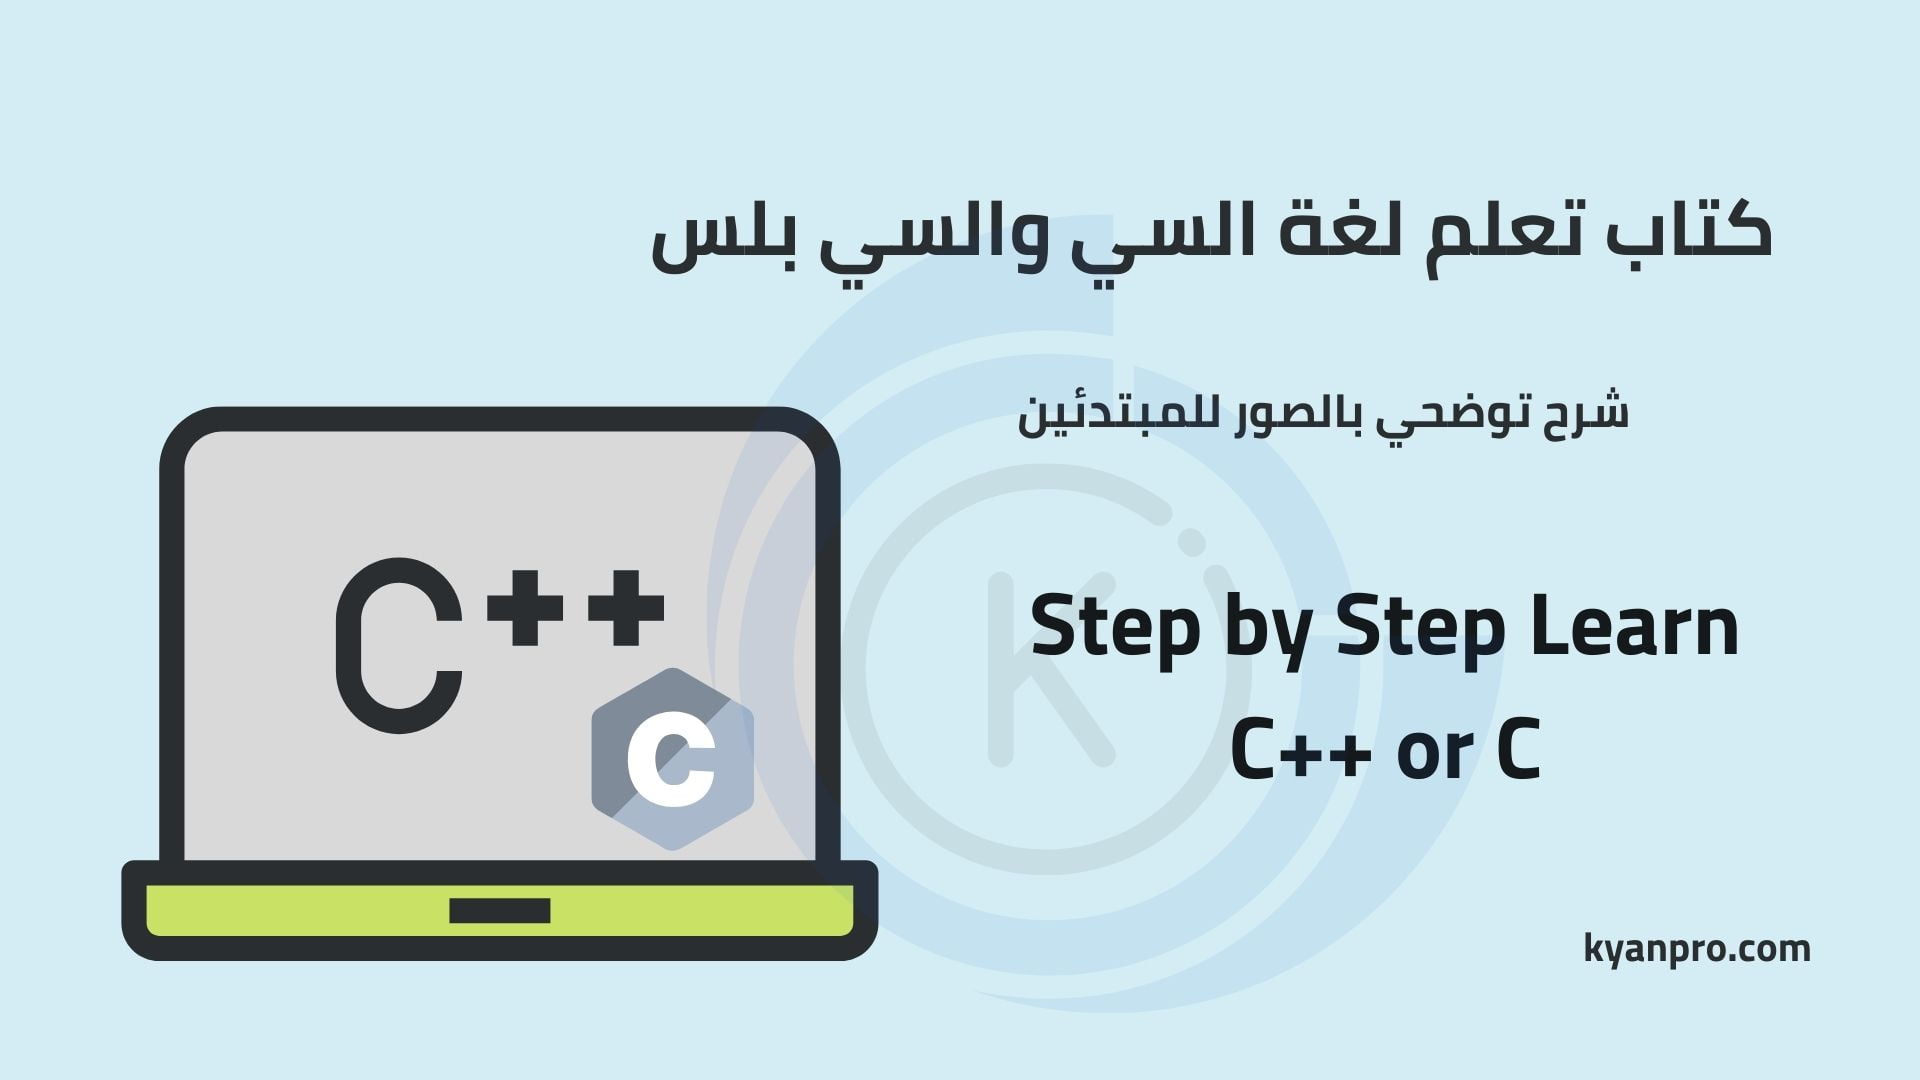 كتاب تعلم لغة السي والسي بلس
شرح توضحي بالصور للمبتدئين
Step by Step Learn
C++ or C
C++
C
K
kyanpro.com